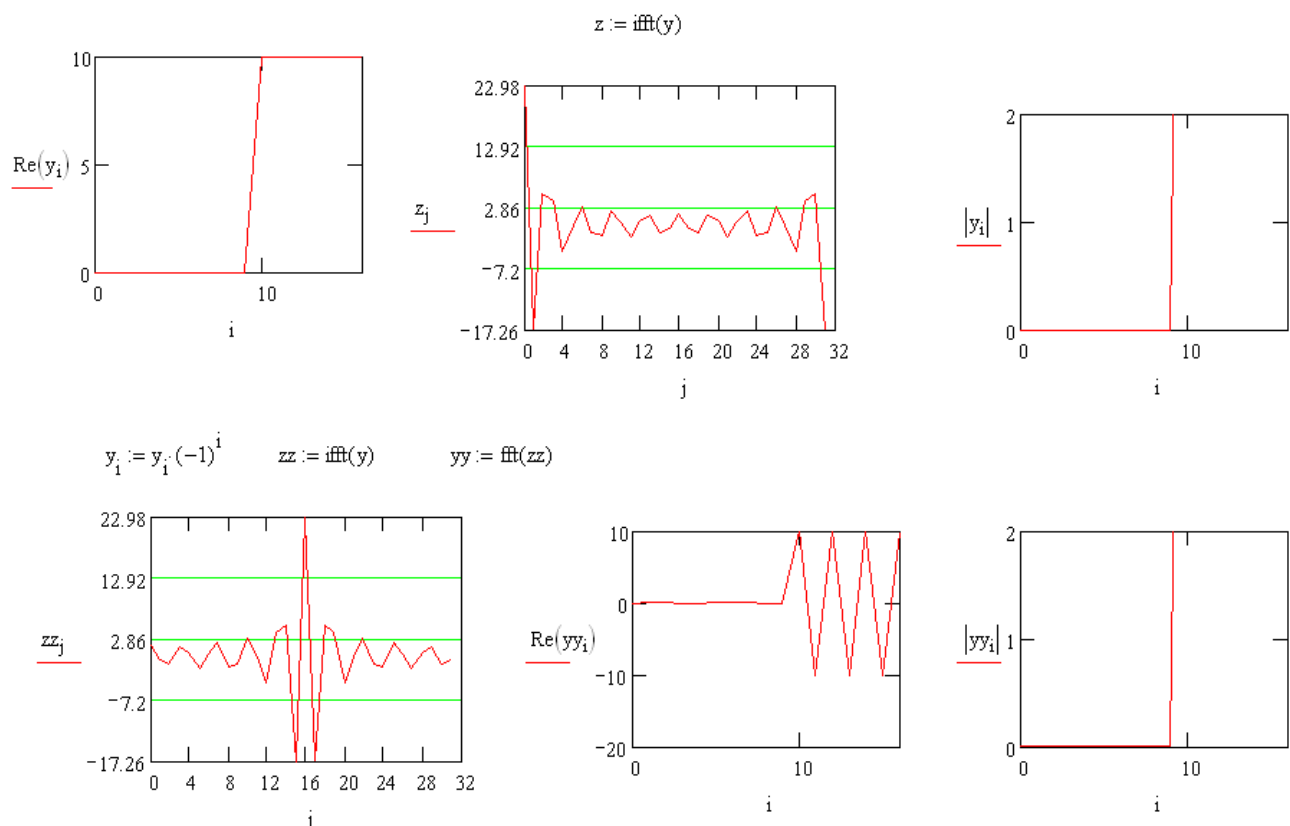 z := ifft(y)
10
5
0
Re(y_i)
0 10
i
22.98
12.92
2.86
−7.2
−17.26
z_j
0 4 8 12 16 20 24 28 32
j
2
1
0
|y_i|
0 10
i
y_i := y_i·(−1)^i zz := ifft(y) yy := fft(zz)
22.98
12.92
2.86
−7.2
−17.26
zz_j
0 4 8 12 16 20 24 28 32
j
10
0
−10
−20
Re(yy_i)
0 10
i
2
1
0
|yy_i|
0 10
i